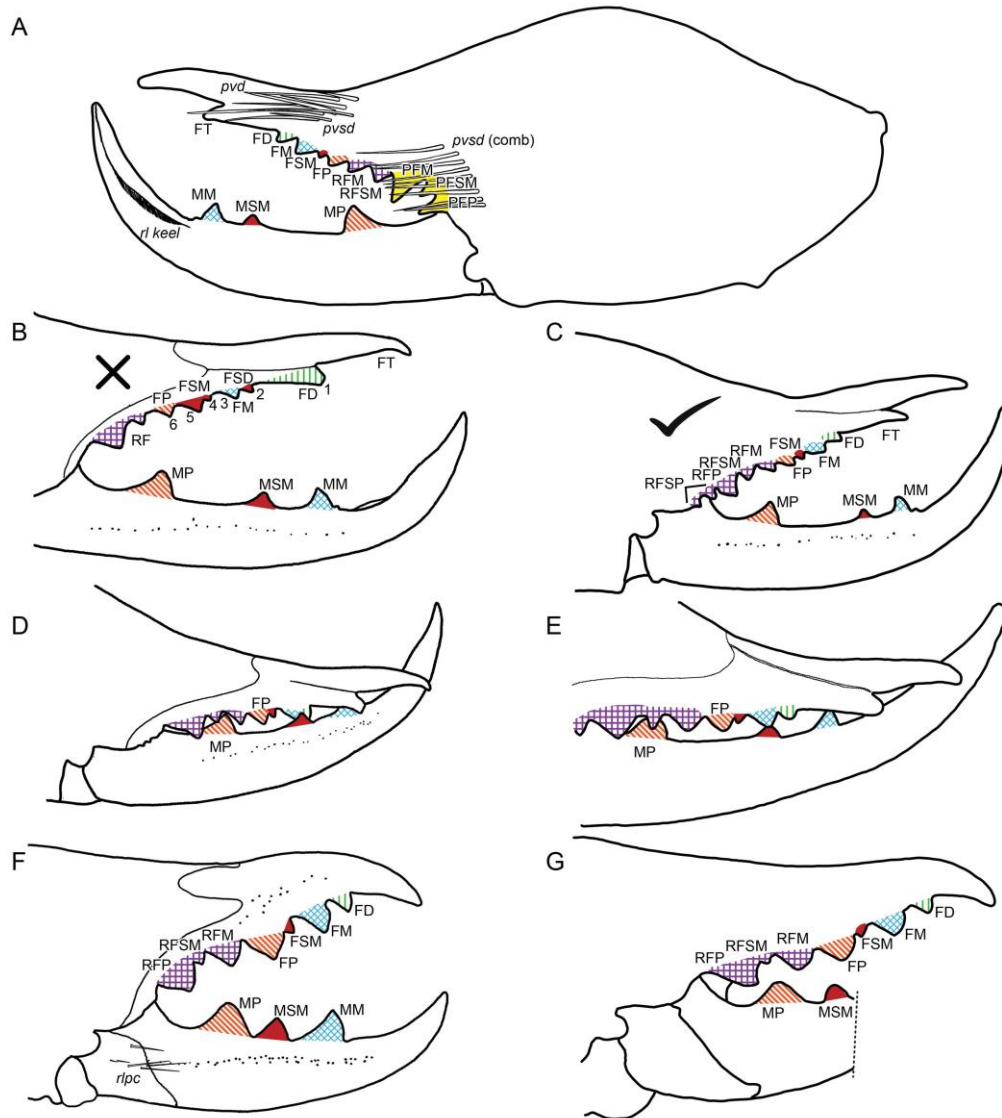 A
pvd
FT
pvsd
FD
FM
FSM
FP
RFM
RFSM
pvsd (comb)
PFM
PFSM
PFP
MM
MSM
MP
rl keel
B
FT
FSD
FSM
FD 1
2
FM
3
4
FP
5
6
RF
MP
MSM
MM
C
FT
FD
FM
FSM
FP
RFM
RFSM
RFP
RFSP
MP
MSM
MM
D
FP
MP
E
FP
MP
F
FD
FM
FSM
FP
RFM
RFSM
RFP
MP
MSM
MM
rlpc
G
FD
FM
FSM
FP
RFM
RFSM
RFP
MP
MSM